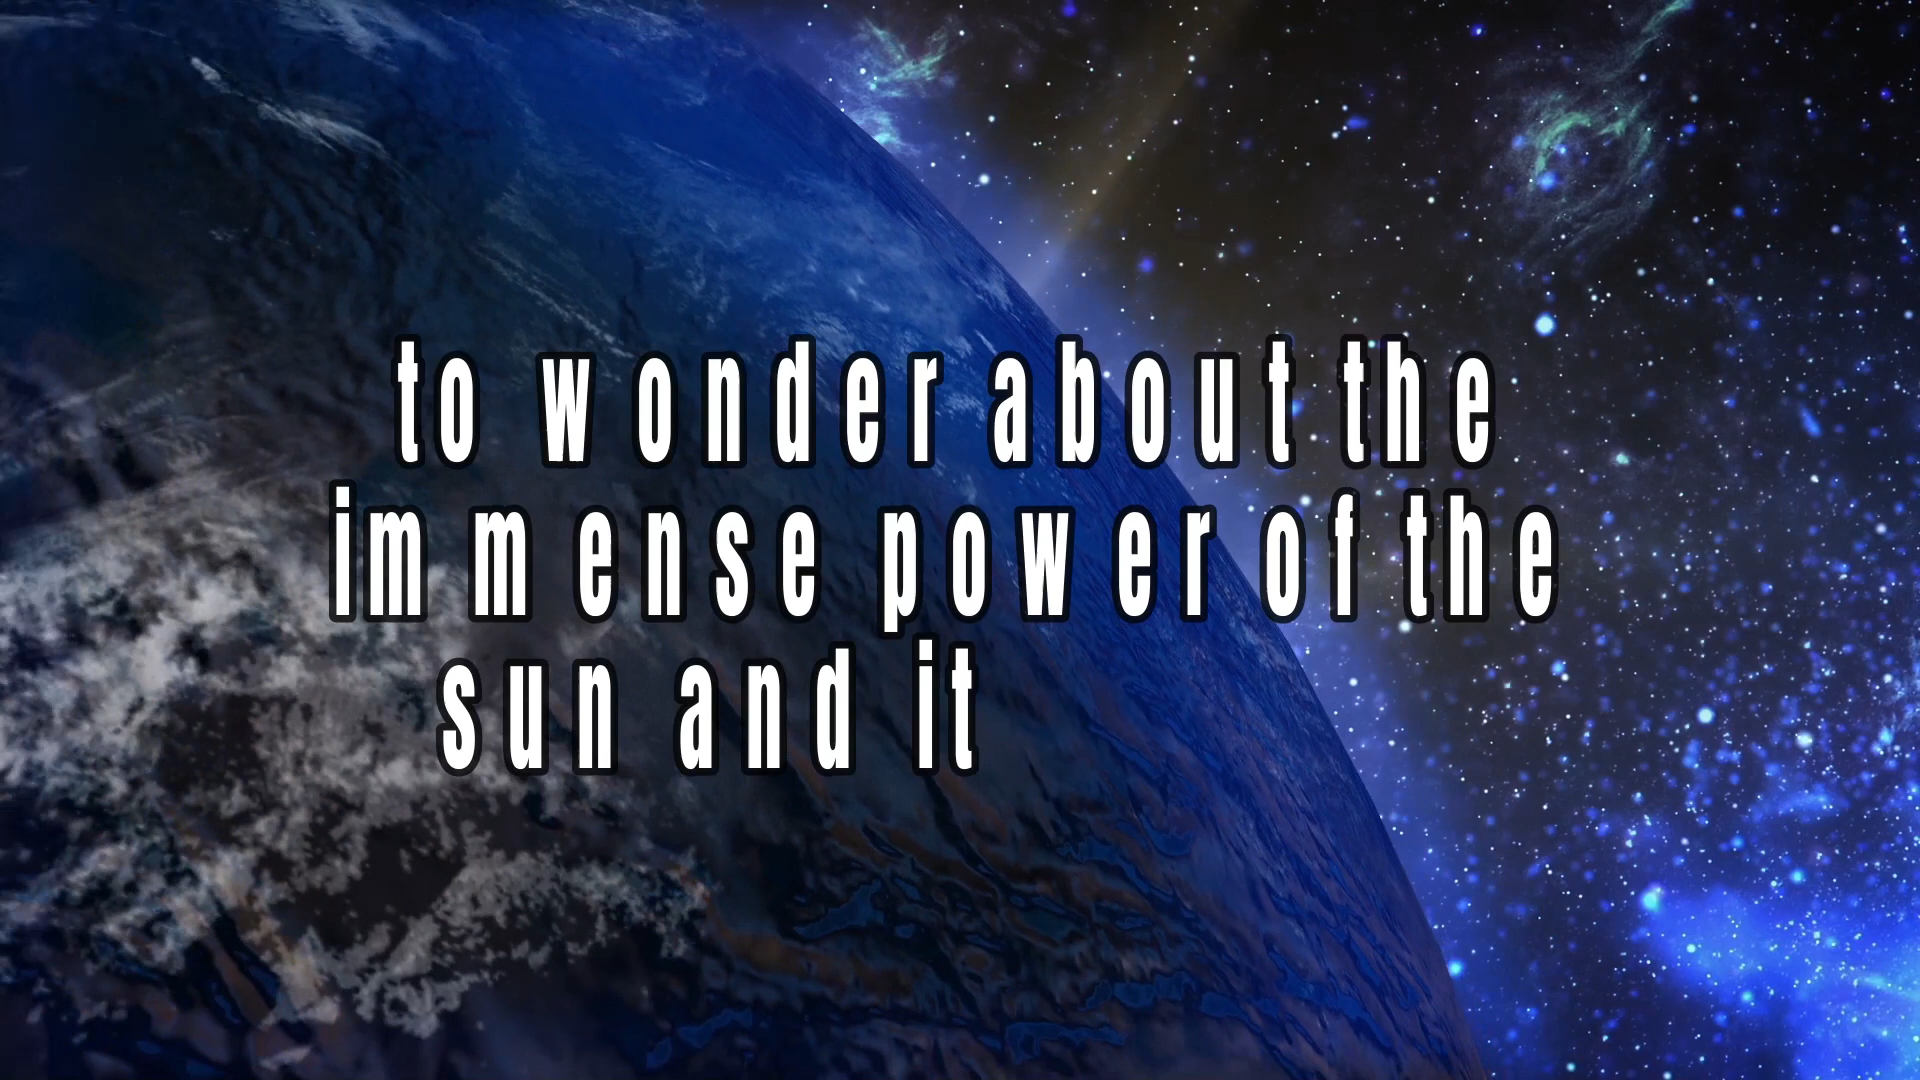 to wonder about the
immense power of the
sun and it